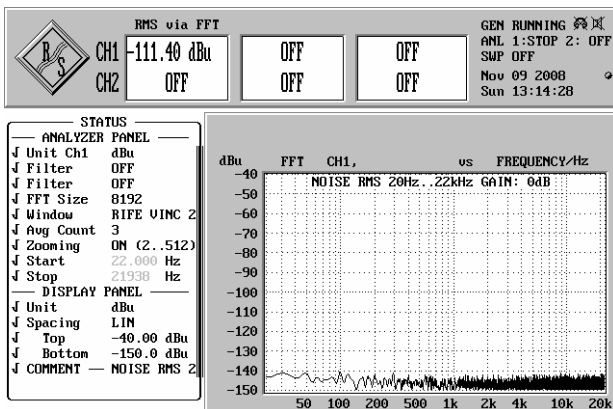 RMS via FFT
R S
CH1 -111.40 dBu OFF OFF
CH2 OFF OFF OFF
GEN RUNNING
ANL 1:STOP 2: OFF
SWP OFF
Nov 09 2008
Sun 13:14:28
STATUS
ANALYZER PANEL
Unit Ch1 dBu
Filter OFF
Filter OFF
FFT Size 8192
Window RIFE VINC 2
Avg Count 3
Zooming ON (2..512)
Start 22.000 Hz
Stop 21938 Hz
DISPLAY PANEL
Unit dBu
Spacing LIN
Top -40.00 dBu
Bottom -150.0 dBu
COMMENT — NOISE RMS 2
dBu FFT CH1, vs FREQUENCY/Hz
NOISE RMS 20Hz..22kHz GAIN: 0dB
-40
-50
-60
-70
-80
-90
-100
-110
-120
-130
-140
-150
50 100 200 500 1k 2k 4k 10k 20k